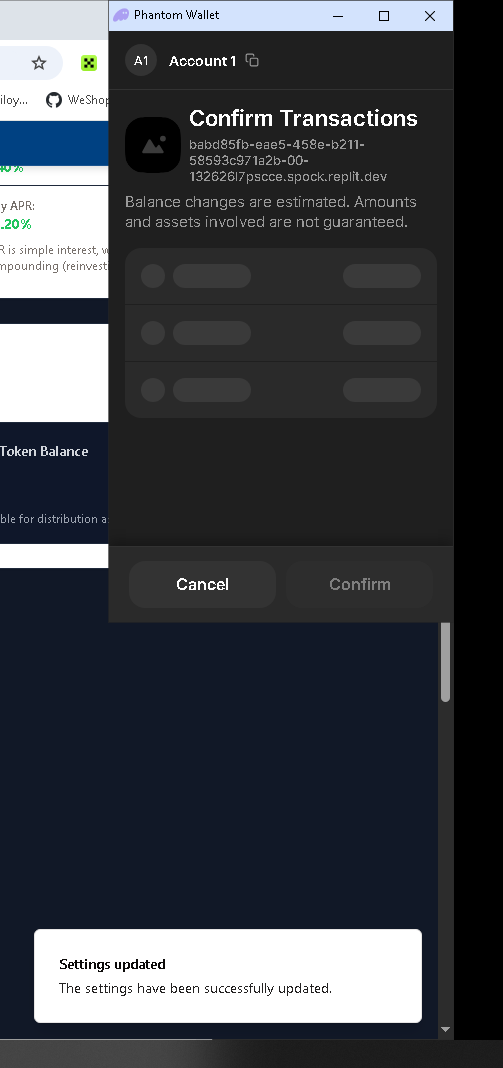 Phantom Wallet
A1
Account 1
iloy...
WeShop
Confirm Transactions
babd85fb-eae5-458e-b211-
58593c971a2b-00-
132626l7pscce.spock.replit.dev
Balance changes are estimated. Amounts
and assets involved are not guaranteed.
40%
y APR:
.20%
R is simple interest, w
mpounding (reinvesti
Token Balance
ble for distribution a
Cancel
Confirm
Settings updated
The settings have been successfully updated.